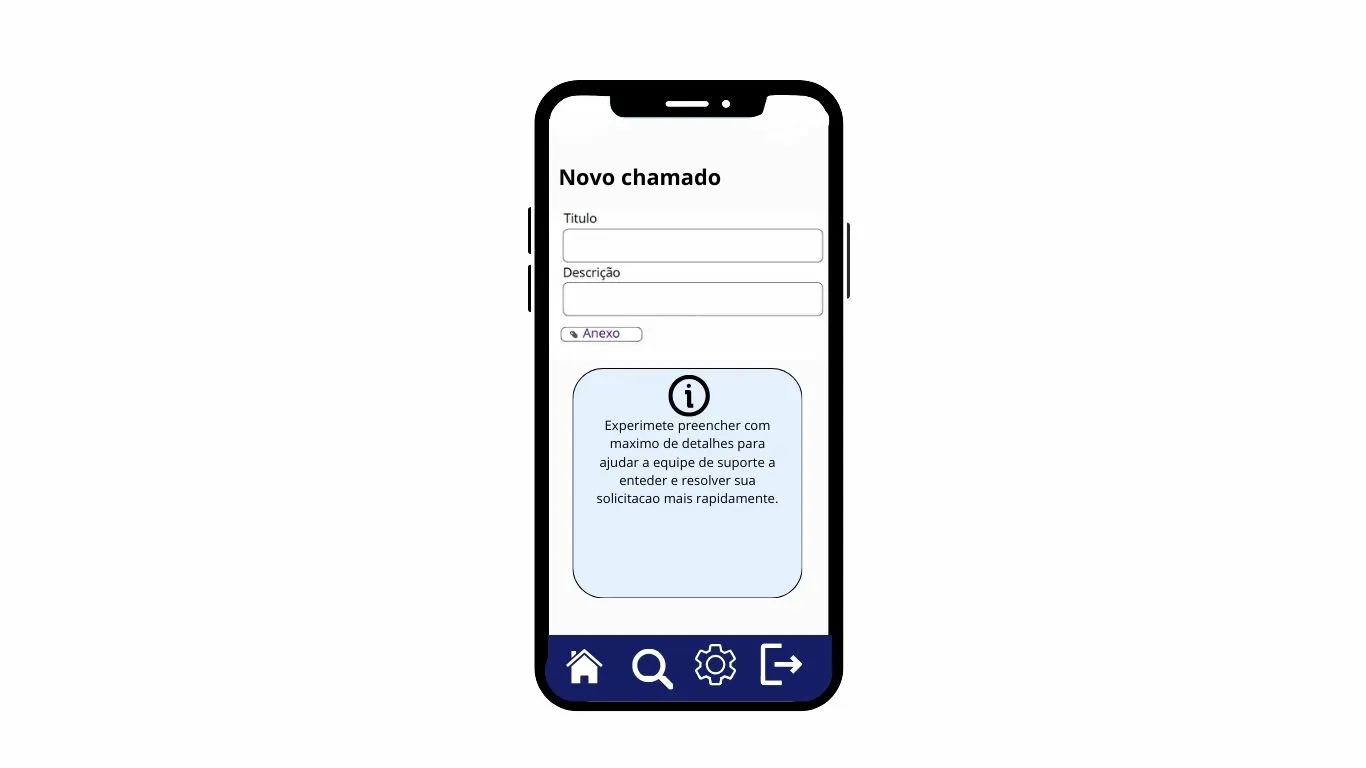 Novo chamado
Titulo
Descrição
Anexo
Experimete preencher com
maximo de detalhes para
ajudar a equipe de suporte a
enteder e resolver sua
solicitacao mais rapidamente.